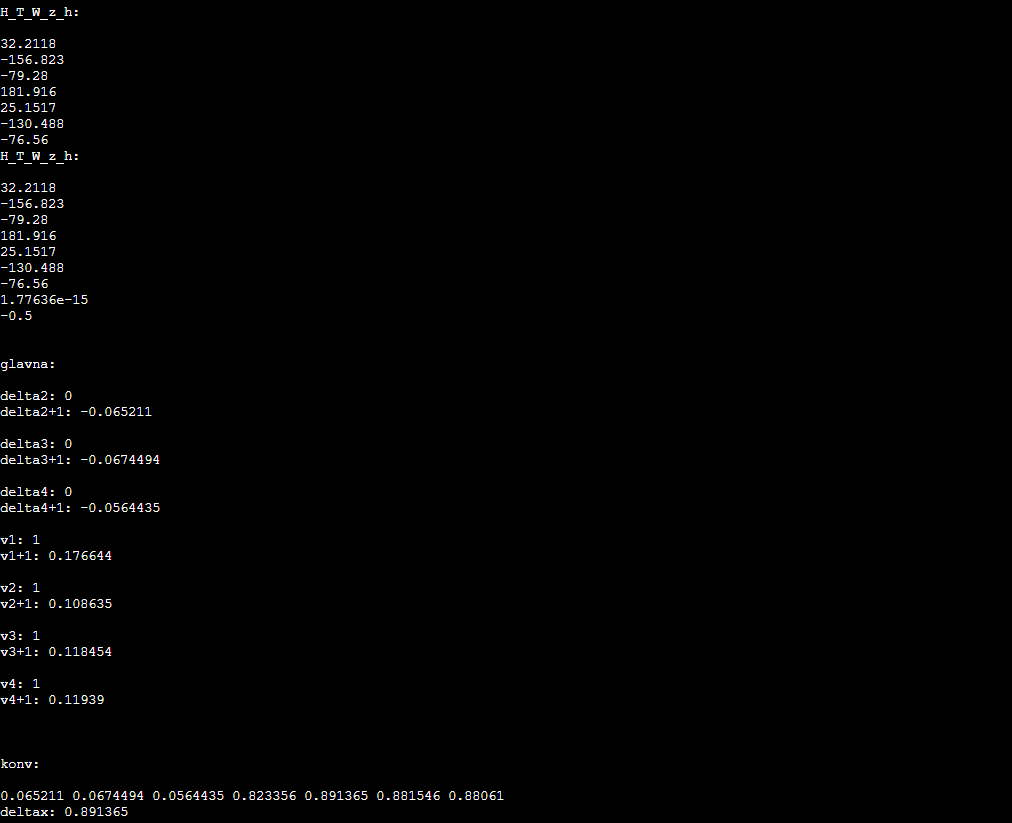 H_T_W_z_h:
32.2118
-156.823
-79.28
181.916
25.1517
-130.488
-76.56
H_T_W_z_h:
32.2118
-156.823
-79.28
181.916
25.1517
-130.488
-76.56
1.77636e-15
-0.5
glavna:
delta2: 0
delta2+1: -0.065211
delta3: 0
delta3+1: -0.0674494
delta4: 0
delta4+1: -0.0564435
v1: 1
v1+1: 0.176644
v2: 1
v2+1: 0.108635
v3: 1
v3+1: 0.118454
v4: 1
v4+1: 0.11939
konv:
0.065211 0.0674494 0.0564435 0.823356 0.891365 0.881546 0.88061
deltax: 0.891365